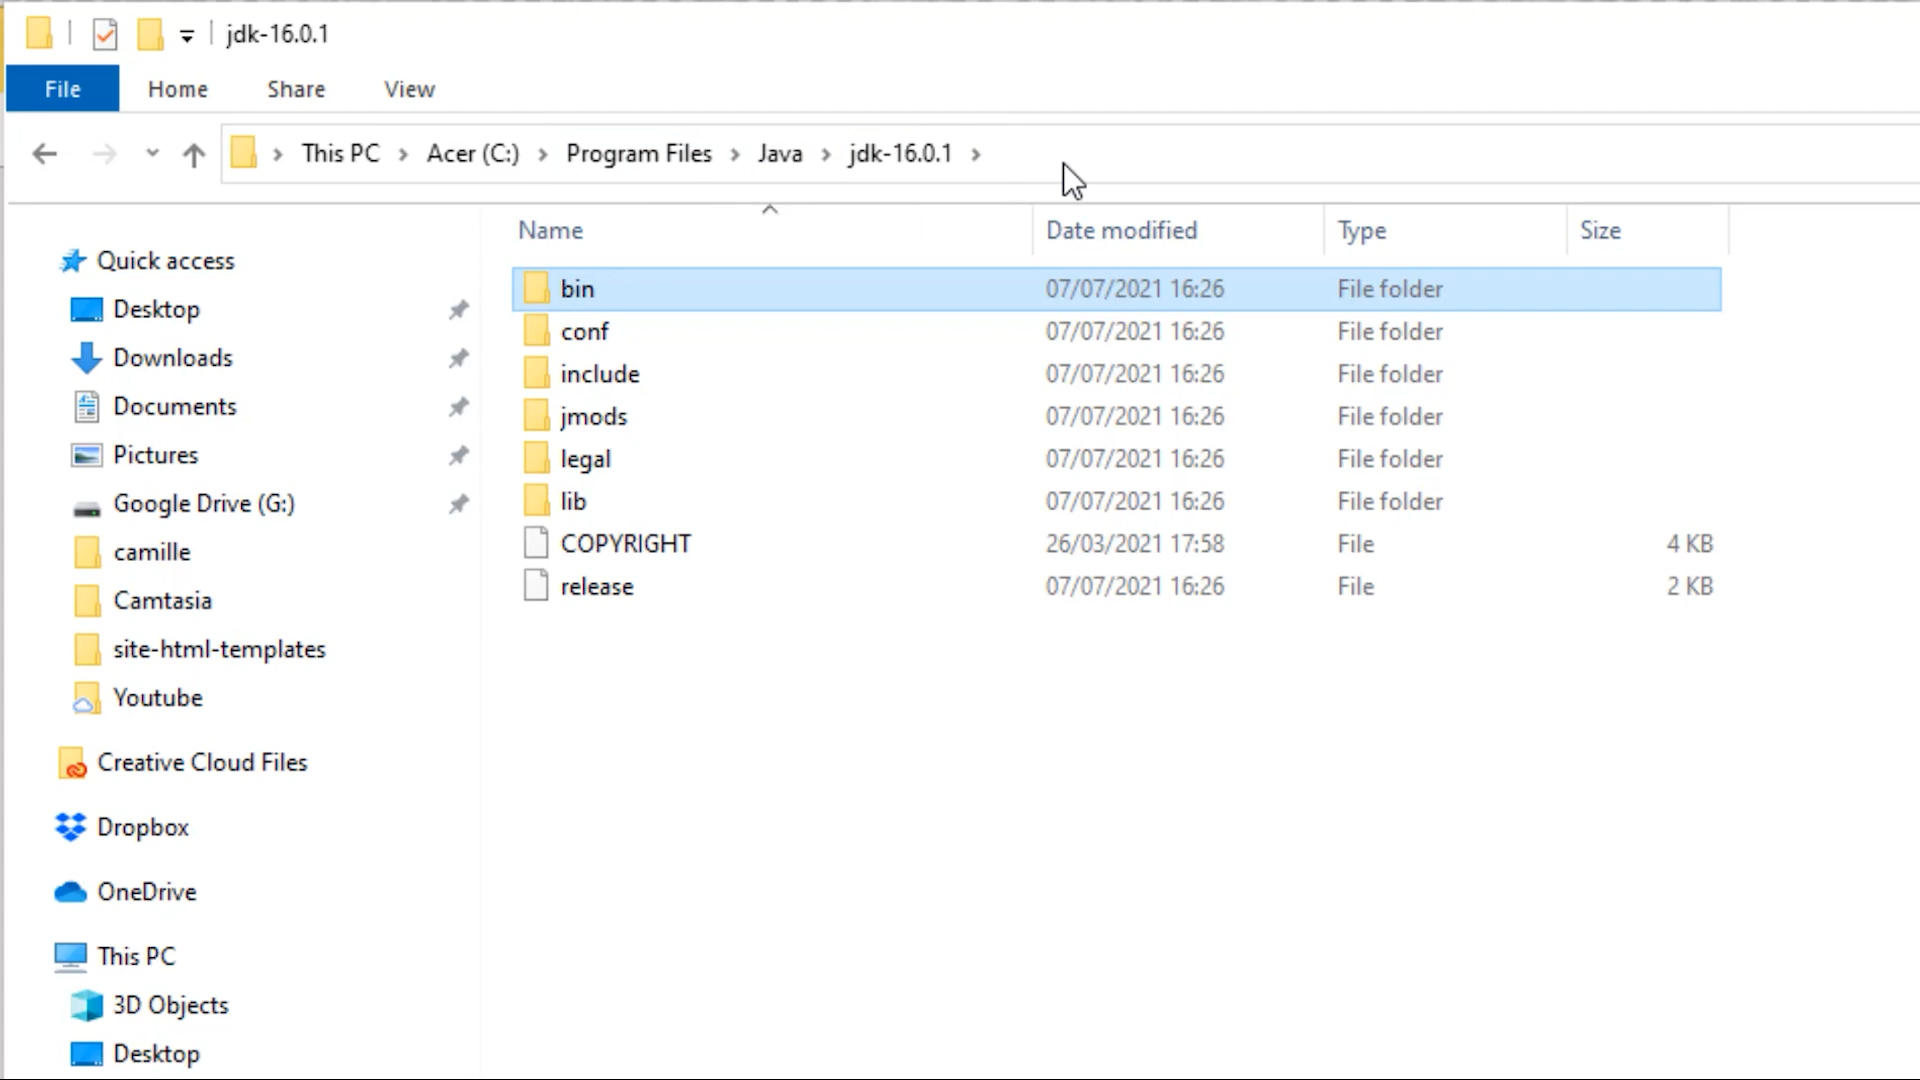 jdk-16.0.1
File Home Share View
This PC Acer (C:) Program Files Java jdk-16.0.1
Name Date modified Type Size
Quick access
Desktop
Downloads
Documents
Pictures
Google Drive (G:)
camille
Camtasia
site-html-templates
Youtube
Creative Cloud Files
Dropbox
OneDrive
This PC
3D Objects
Desktop
bin 07/07/2021 16:26 File folder
conf 07/07/2021 16:26 File folder
include 07/07/2021 16:26 File folder
jmods 07/07/2021 16:26 File folder
legal 07/07/2021 16:26 File folder
lib 07/07/2021 16:26 File folder
COPYRIGHT 26/03/2021 17:58 File 4 KB
release 07/07/2021 16:26 File 2 KB